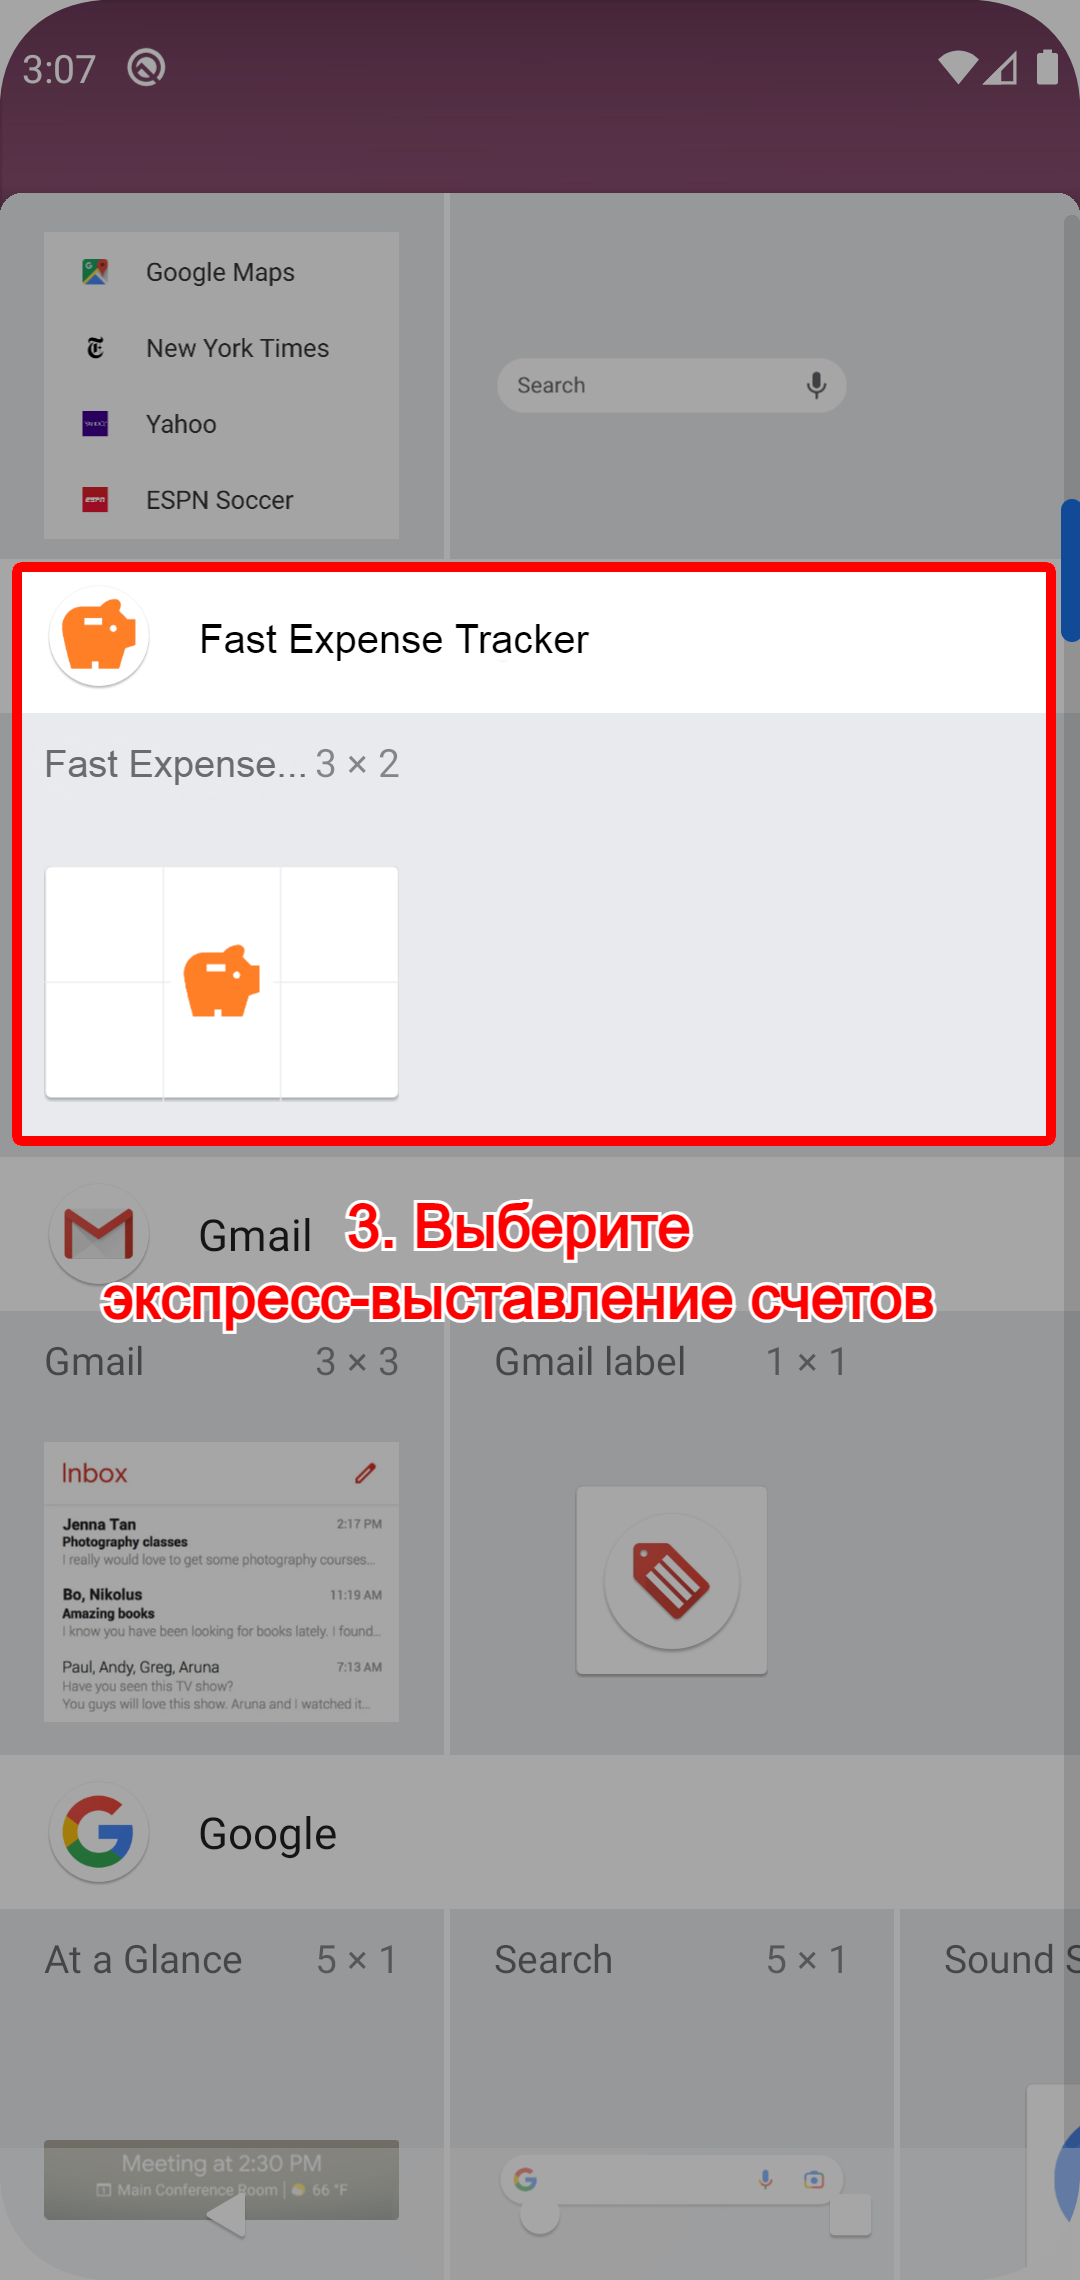 3:07
Google Maps
New York Times
Yahoo
ESPN Soccer
Search
Fast Expense Tracker
Fast Expense... 3 × 2
Gmail
3. Выберите
экспресс-выставление счетов
Gmail 3 × 3
Gmail label 1 × 1
Inbox
Jenna Tan 2:17 PM
Photography classes
I really would love to get some photography courses...
Bo, Nikolus 11:19 AM
Amazing books
I know you have been looking for books lately. I found...
Paul, Andy, Greg, Aruna 7:13 AM
Have you seen this TV show?
You guys will love this show. Aruna and I watched it...
Google
At a Glance 5 × 1
Search 5 × 1
Sound S
Meeting at 2:30 PM
Main Conference Room | 66 °F